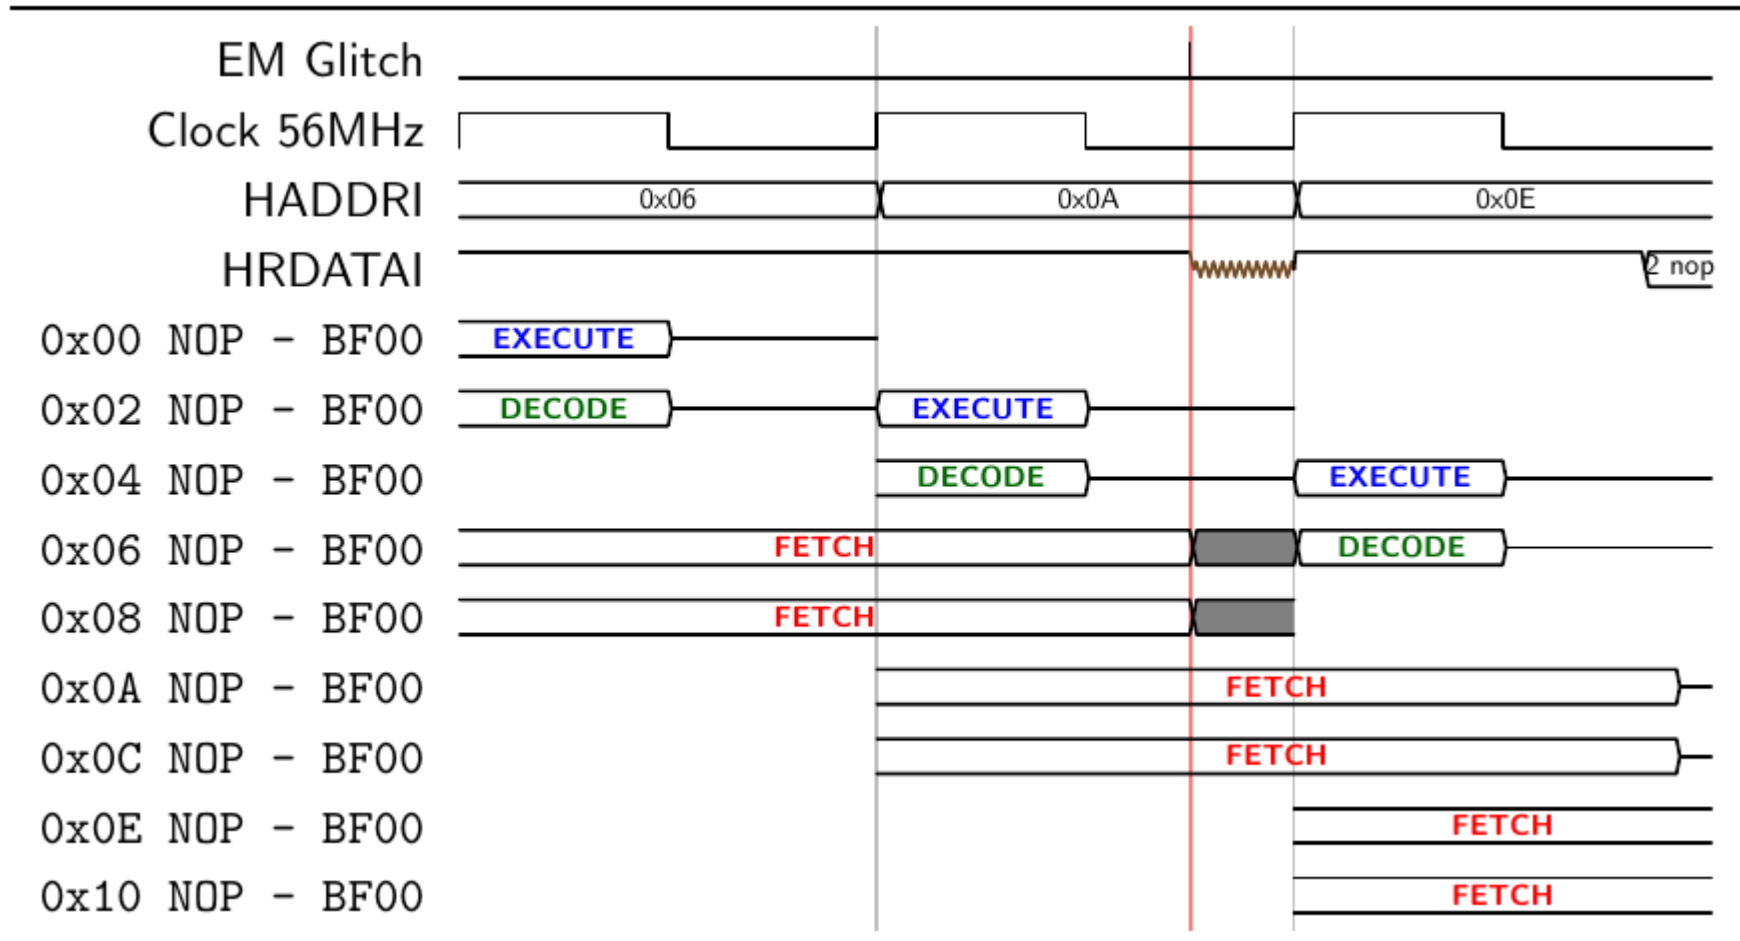 EM Glitch
Clock 56MHz
HADDRI 0x06 0x0A 0x0E
HRDATAI 2 nop
0x00 NOP - BF00 EXECUTE
0x02 NOP - BF00 DECODE EXECUTE
0x04 NOP - BF00 DECODE EXECUTE
0x06 NOP - BF00 FETCH DECODE
0x08 NOP - BF00 FETCH
0x0A NOP - BF00 FETCH
0x0C NOP - BF00 FETCH
0x0E NOP - BF00 FETCH
0x10 NOP - BF00 FETCH